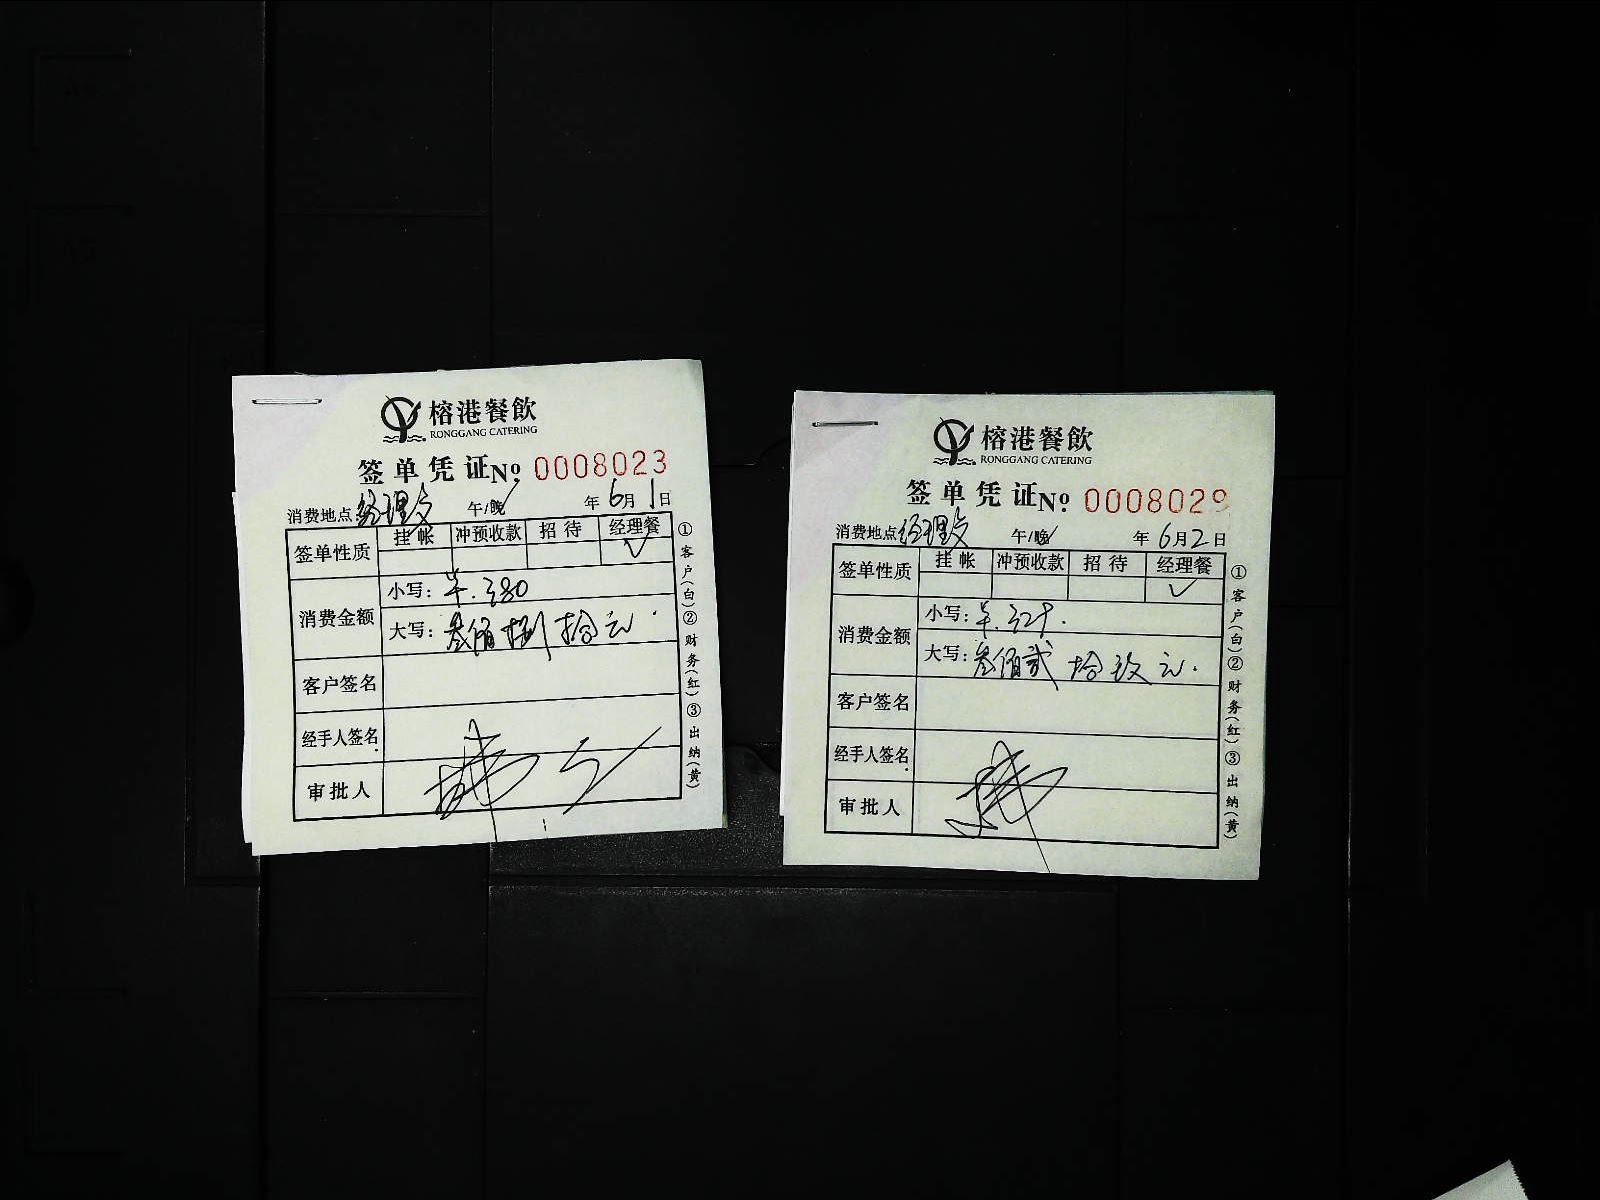 榕港餐飲
RONGGANG CATERING
签单凭证 № 0008023
消费地点 经理 午/晚 年 6月1日
签单性质 挂帐 冲预收款 招待 经理餐
✓
消费金额 小写：¥.380
大写：叁佰捌拾元.
客户签名
经手人签名
审批人
①客户(白)②财务(红)③出纳(黄)
榕港餐飲
RONGGANG CATERING
签单凭证 № 0008029
消费地点 经理 午/晚 年 6月2日
签单性质 挂帐 冲预收款 招待 经理餐
✓
消费金额 小写：¥.329.
大写：叁佰贰拾玖元.
客户签名
经手人签名
审批人
①客户(白)②财务(红)③出纳(黄)